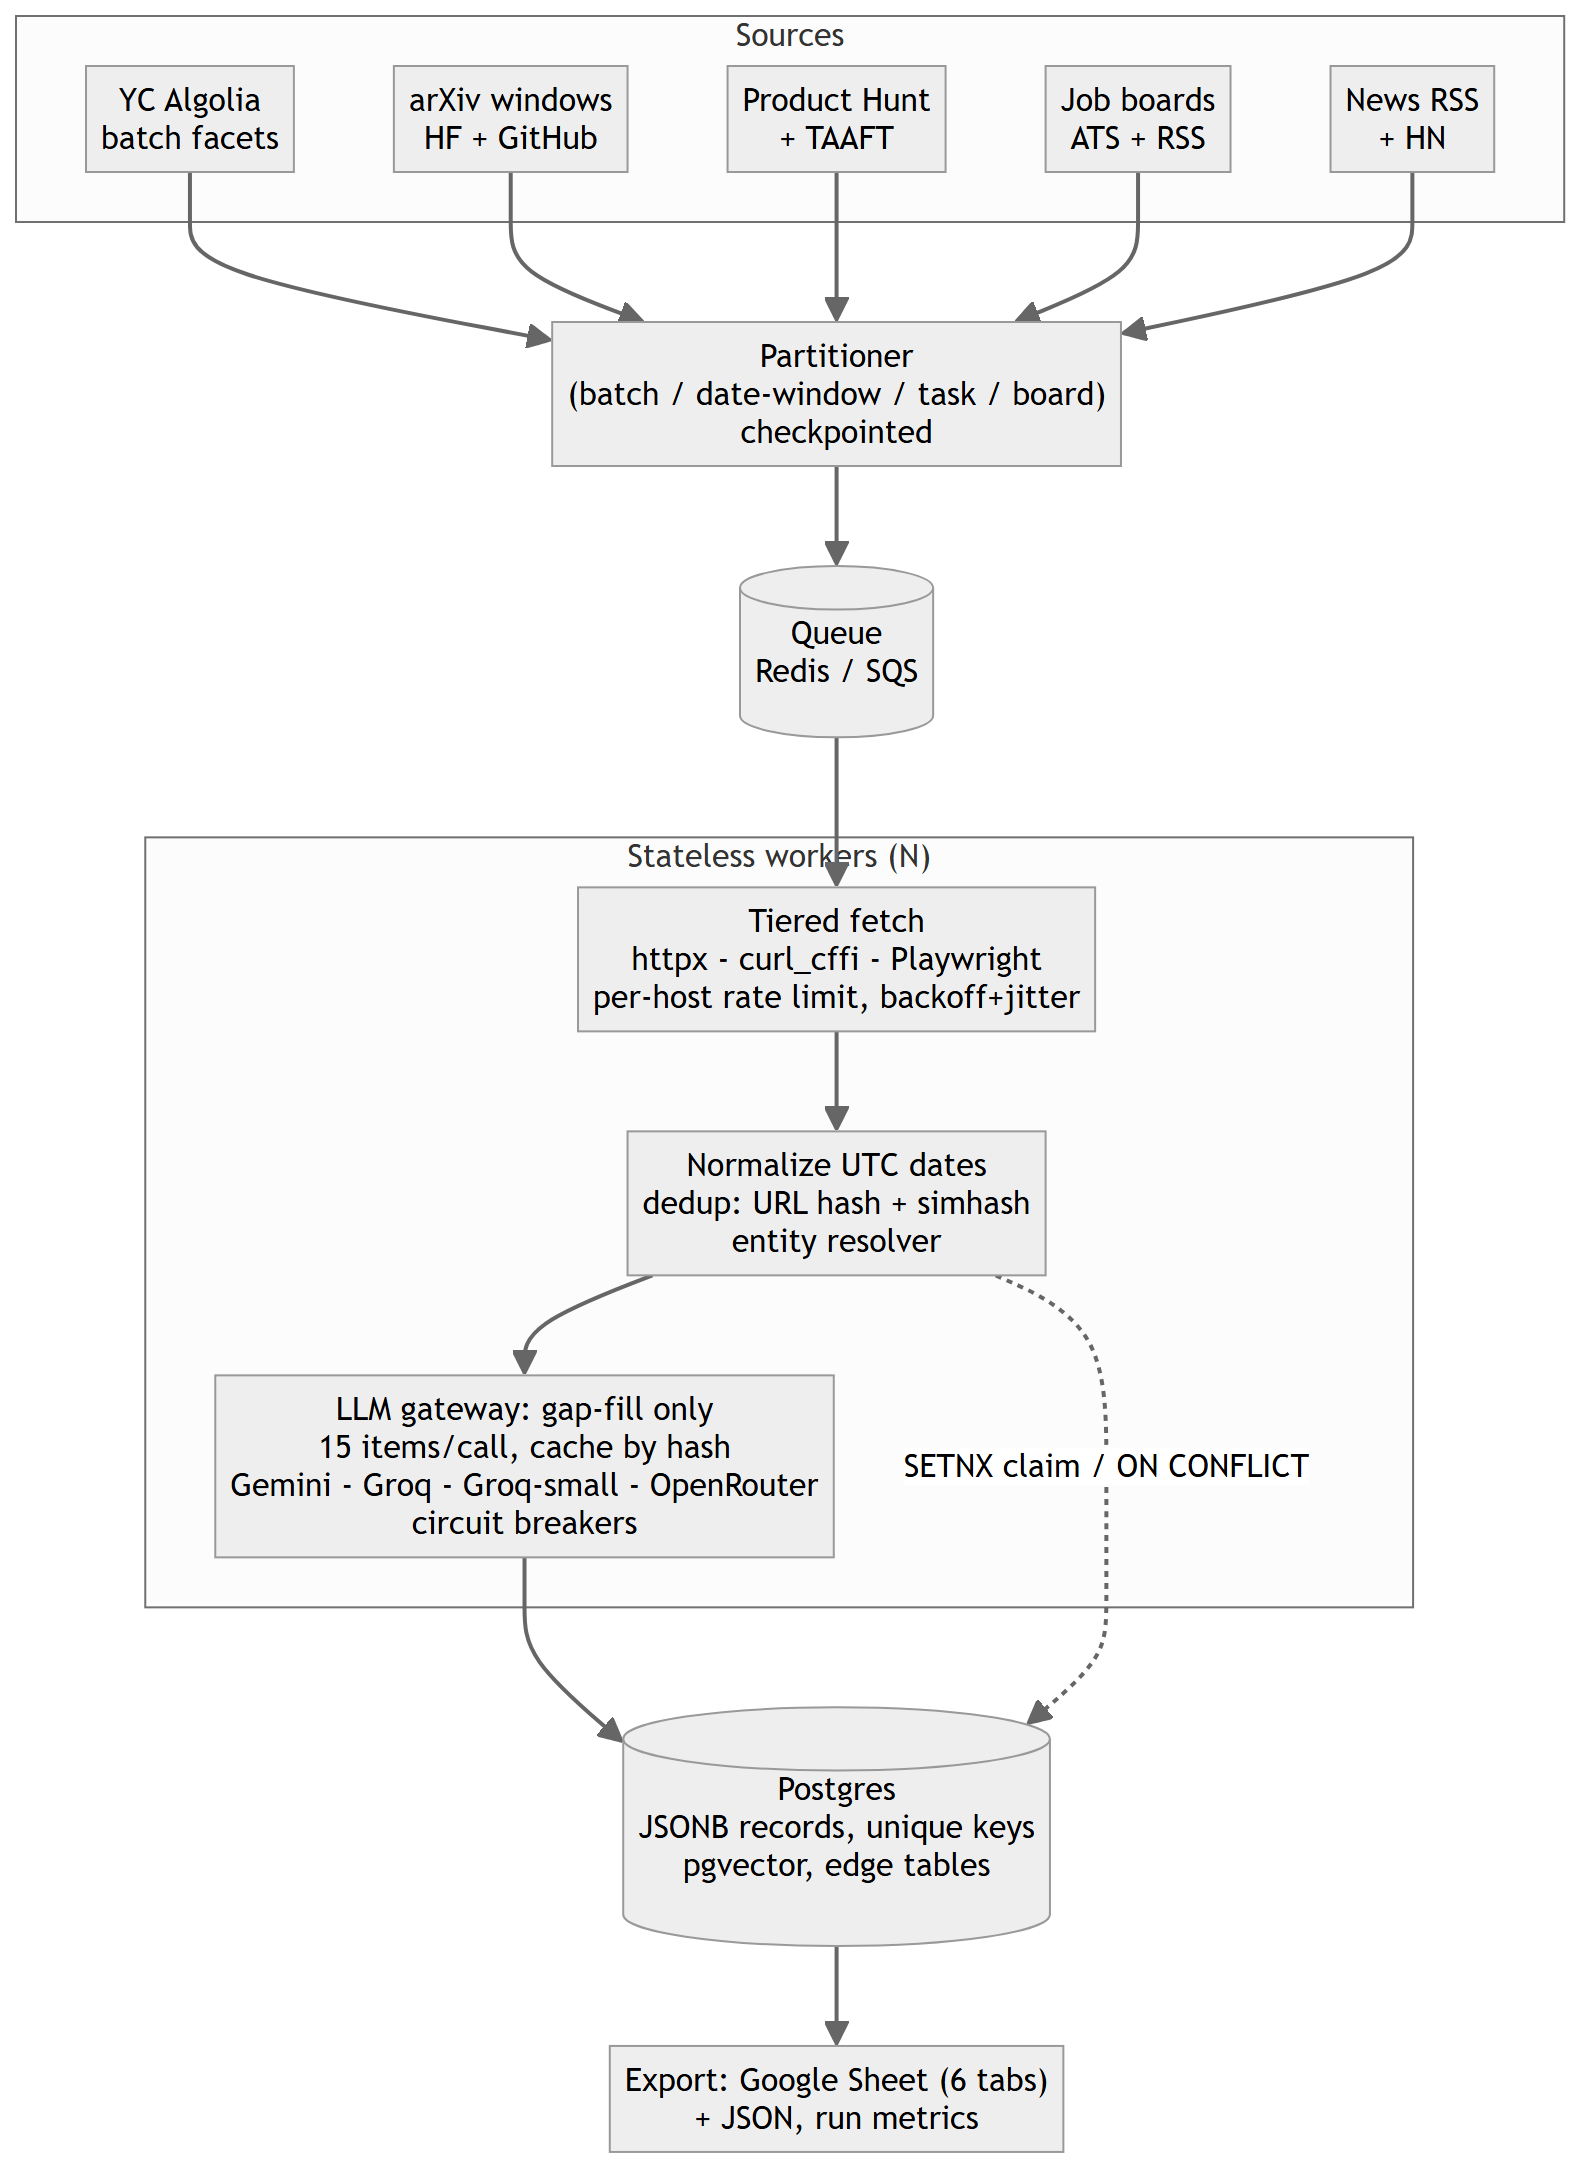 Sources
YC Algolia
batch facets
arXiv windows
HF + GitHub
Product Hunt
+ TAAFT
Job boards
ATS + RSS
News RSS
+ HN
Partitioner
(batch / date-window / task / board)
checkpointed
Queue
Redis / SQS
Stateless workers (N)
Tiered fetch
httpx - curl_cffi - Playwright
per-host rate limit, backoff+jitter
Normalize UTC dates
dedup: URL hash + simhash
entity resolver
LLM gateway: gap-fill only
15 items/call, cache by hash
Gemini - Groq - Groq-small - OpenRouter
circuit breakers
SETNX claim / ON CONFLICT
Postgres
JSONB records, unique keys
pgvector, edge tables
Export: Google Sheet (6 tabs)
+ JSON, run metrics